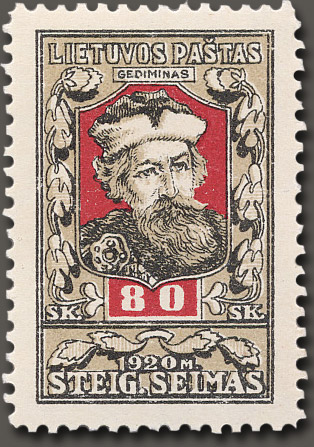 LIETUVOS PAŠTAS
GEDIMINAS
SK. 80 SK.
1920 M.
STEIG. SEIMAS